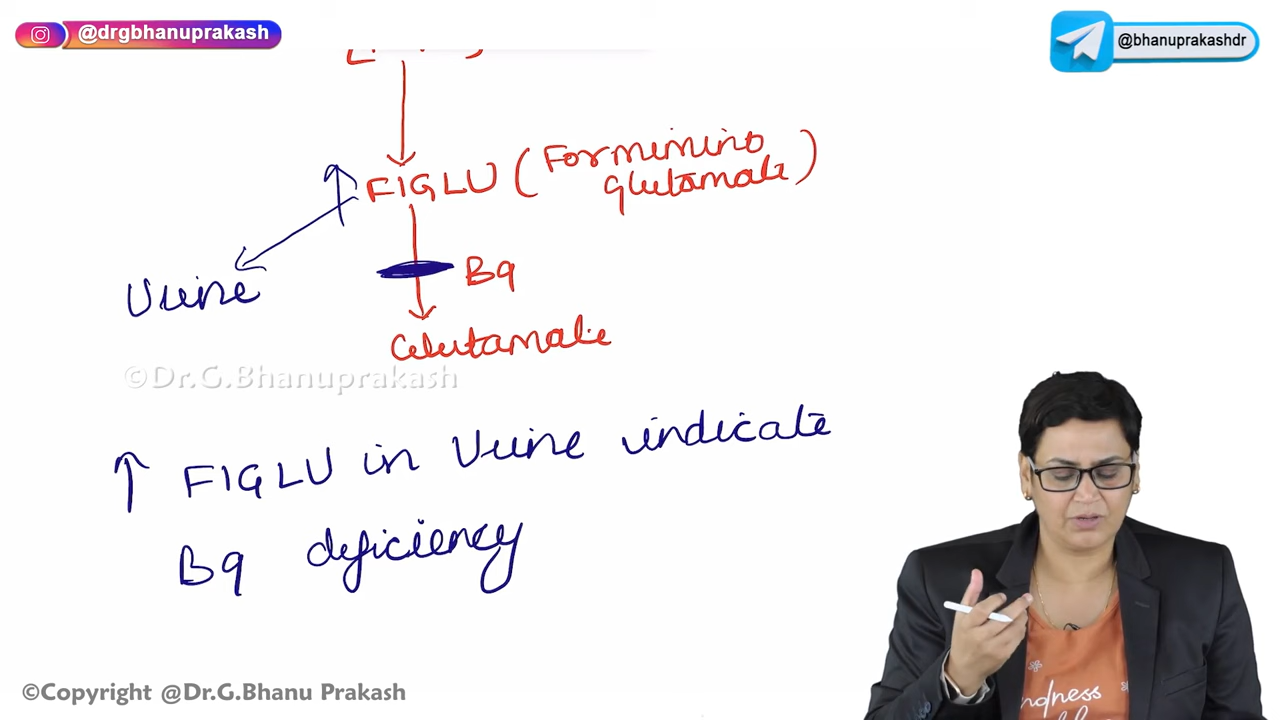 @drgbhanuprakash
@bhanuprakashdr
↑ FIGLU (Formimino
glutamate)
B9
Urine
Glutamate
©Dr.G.Bhanuprakash
↑ FIGLU in Urine indicate
B9 deficiency
©Copyright @Dr.G.Bhanu Prakash